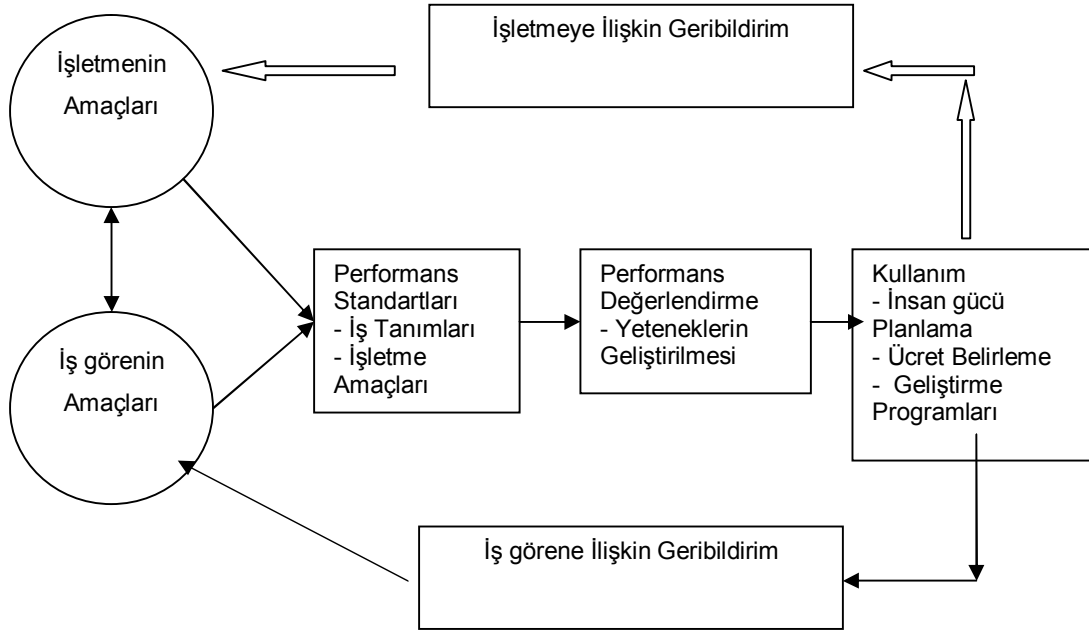 İşletmeye İlişkin Geribildirim
İşletmenin
Amaçları
Performans
Standartları
- İş Tanımları
- İşletme
Amaçları
Performans
Değerlendirme
- Yeteneklerin
Geliştirilmesi
Kullanım
- İnsan gücü
Planlama
- Ücret Belirleme
-  Geliştirme
Programları
İş görenin
Amaçları
İş görene İlişkin Geribildirim